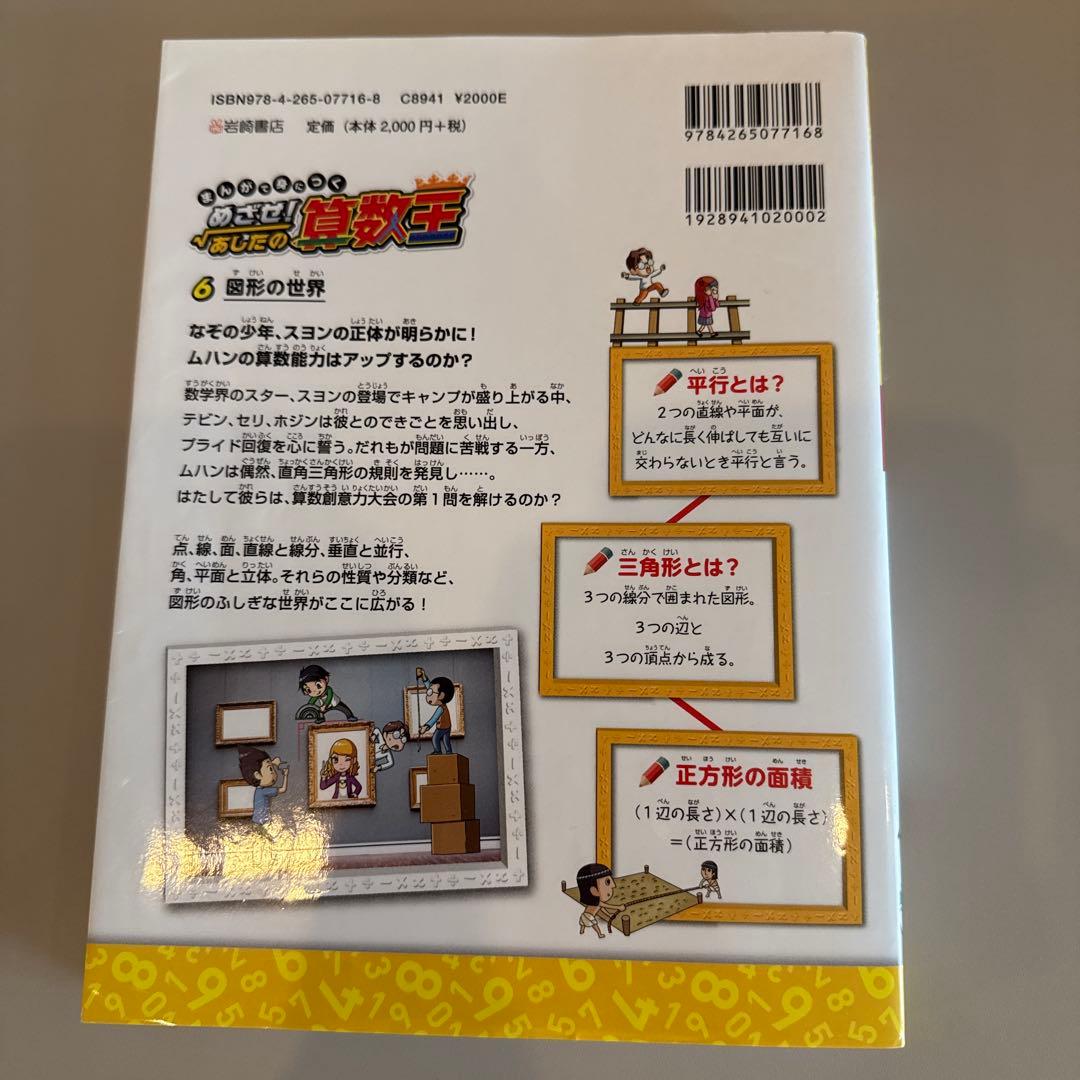 ISBN978-4-265-07716-8 C8941 ¥2000E
岩崎書店 定価(本体2,000円+税)
9784265077168
1928941020002
まんがで身につく
めざせ!
あしたの
算数王
6 図形の世界
なぞの少年、スヨンの正体が明らかに!
ムハンの算数能力はアップするのか?
数学界のスター、スヨンの登場でキャンプが盛り上がる中、
テビン、セリ、ホジンは彼とのできごとを思い出し、
プライド回復を心に誓う。だれもが問題に苦戦する一方、
ムハンは偶然、直角三角形の規則を発見し……。
はたして彼らは、算数創意力大会の第1問を解けるのか?
点、線、面、直線と線分、垂直と並行、
角、平面と立体。それらの性質や分類など、
図形のふしぎな世界がここに広がる!
平行とは?
2つの直線や平面が、
どんなに長く伸ばしても互いに
交わらないとき平行と言う。
三角形とは?
3つの線分で囲まれた図形。
3つの辺と
3つの頂点から成る。
正方形の面積
(1辺の長さ)×(1辺の長さ)
=(正方形の面積)